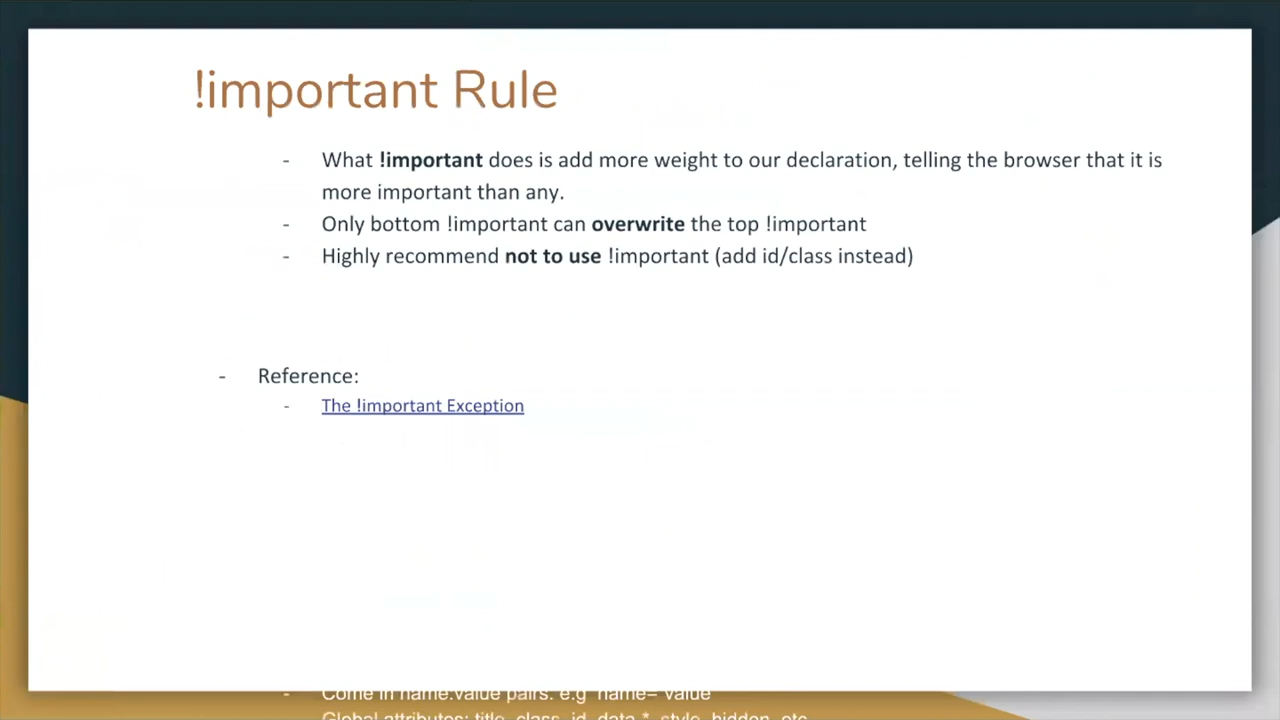 !important Rule
- What !important does is add more weight to our declaration, telling the browser that it is
more important than any.
- Only bottom !important can overwrite the top !important
- Highly recommend not to use !important (add id/class instead)
- Reference:
- The !important Exception
- Come in name:value pairs. e.g name= value
Global attributes: title, class, id, data *, style, hidden, etc